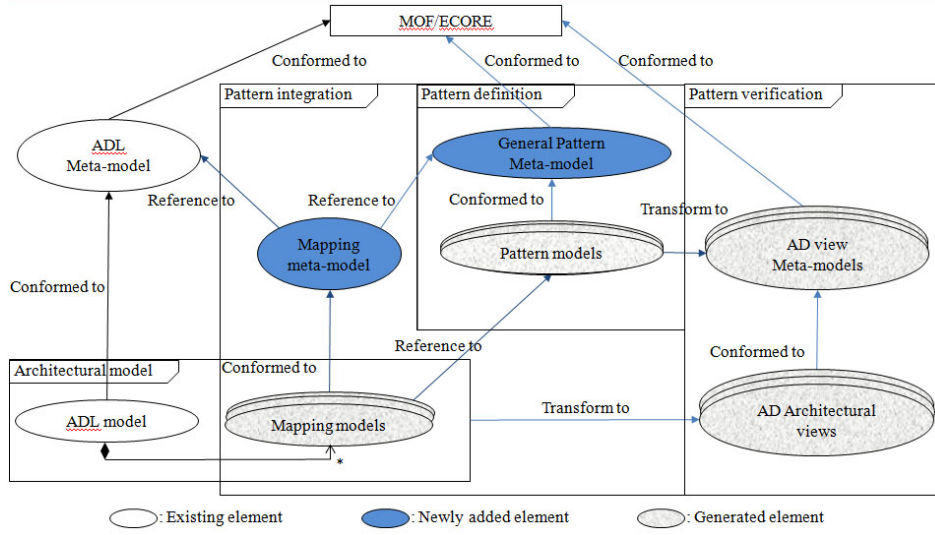 MOF/ECORE
Conformed to
Conformed to
Conformed to
Pattern integration
Pattern definition
Pattern verification
ADL
Meta-model
General Pattern
Meta-model
Reference to
Reference to
Conformed to
Transform to
Mapping
meta-model
Pattern models
AD view
Meta-models
Conformed to
Reference to
Conformed to
Architectural model
Conformed to
ADL model
Mapping models
Transform to
AD Architectural
views
*
: Existing element
: Newly added element
: Generated element